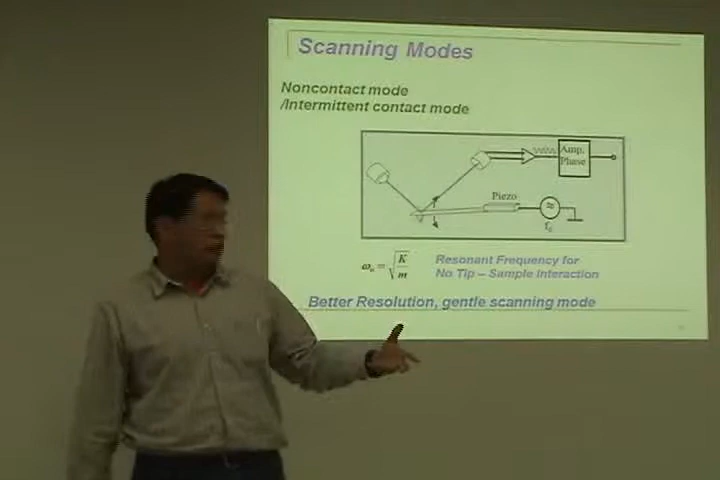 Scanning Modes
Noncontact mode
/Intermittent contact mode
Amp.
Phase
Piezo
≈
ω = √K/m
Resonant Frequency for
No Tip – Sample Interaction
Better Resolution, gentle scanning mode